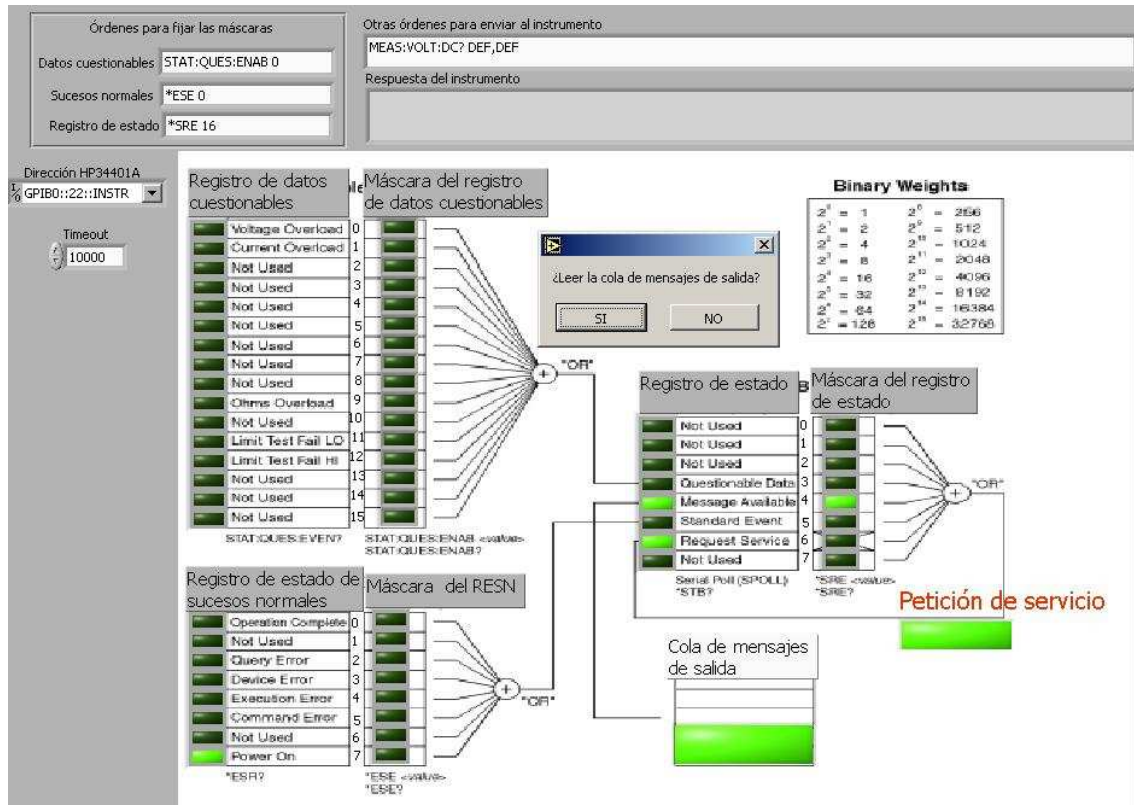 Órdenes para fijar las máscaras
Datos cuestionables STAT:QUES:ENAB 0
Sucesos normales *ESE 0
Registro de estado *SRE 16
Otras órdenes para enviar al instrumento
MEAS:VOLT:DC? DEF,DEF
Respuesta del instrumento
Dirección HP34401A
GPIB0::22::INSTR
Timeout
10000
Registro de datos
cuestionables
Máscara del registro
de datos cuestionables
Voltage Overload 0
Current Overload 1
Not Used 2
Not Used 3
Not Used 4
Not Used 5
Not Used 6
Not Used 7
Not Used 8
Ohms Overload 9
Not Used 10
Limit Test Fail LO 11
Limit Test Fail HI 12
Not Used 13
Not Used 14
Not Used 15
STAT:QUES:EVEN?
STAT:QUES:ENAB <value>
STAT:QUES:ENAB?
+
"OR"
¿Leer la cola de mensajes de salida?
SI
NO
Binary Weights
2⁰ = 1 2⁸ = 256
2¹ = 2 2⁹ = 512
2² = 4 2¹⁰ = 1024
2³ = 8 2¹¹ = 2048
2⁴ = 16 2¹² = 4096
2⁵ = 32 2¹³ = 8192
2⁶ = 64 2¹⁴ = 16384
2⁷ = 128 2¹⁵ = 32768
Registro de estado
B
Máscara del registro
de estado
Not Used 0
Not Used 1
Not Used 2
Questionable Data 3
Message Available 4
Standard Event 5
Request Service 6
Not Used 7
Serial Poll (SPOLL)
*STB?
*SRE <value>
*SRE?
+
"OR"
Petición de servicio
Registro de estado de
sucesos normales
Máscara del RESN
Operation Complete 0
Not Used 1
Query Error 2
Device Error 3
Execution Error 4
Command Error 5
Not Used 6
Power On 7
*ESR?
*ESE <value>
*ESE?
+
"OR"
Cola de mensajes
de salida